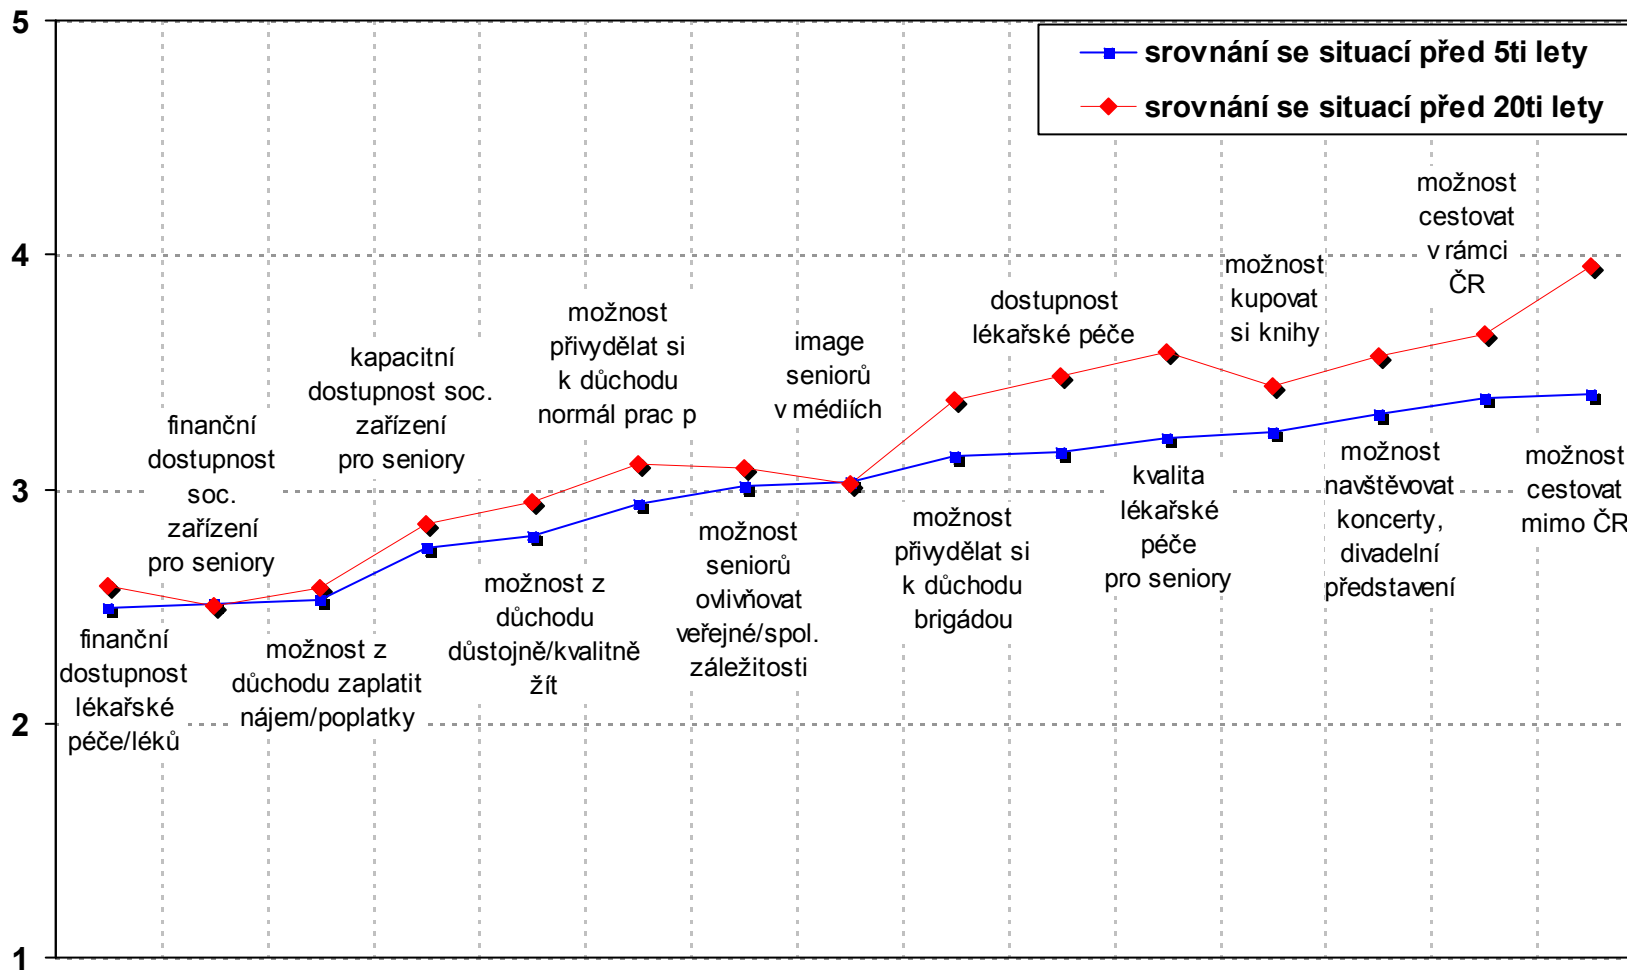 5
4
3
2
1
srovnání se situací před 5ti lety
srovnání se situací před 20ti lety
finanční
dostupnost
lékařské
péče/léků
finanční
dostupnost
soc.
zařízení
pro seniory
možnost z
důchodu zaplatit
nájem/poplatky
kapacitní
dostupnost soc.
zařízení
pro seniory
možnost z
důchodu
důstojně/kvalitně
žít
možnost
přivydělat si
k důchodu
normál prac p
možnost
seniorů
ovlivňovat
veřejné/spol.
záležitosti
image
seniorů
v médiích
možnost
přivydělat si
k důchodu
brigádou
dostupnost
lékařské péče
kvalita
lékařské
péče
pro seniory
možnost
kupovat
si knihy
možnost
navštěvovat
koncerty,
divadelní
představení
možnost
cestovat
v rámci
ČR
možnost
cestovat
mimo ČR